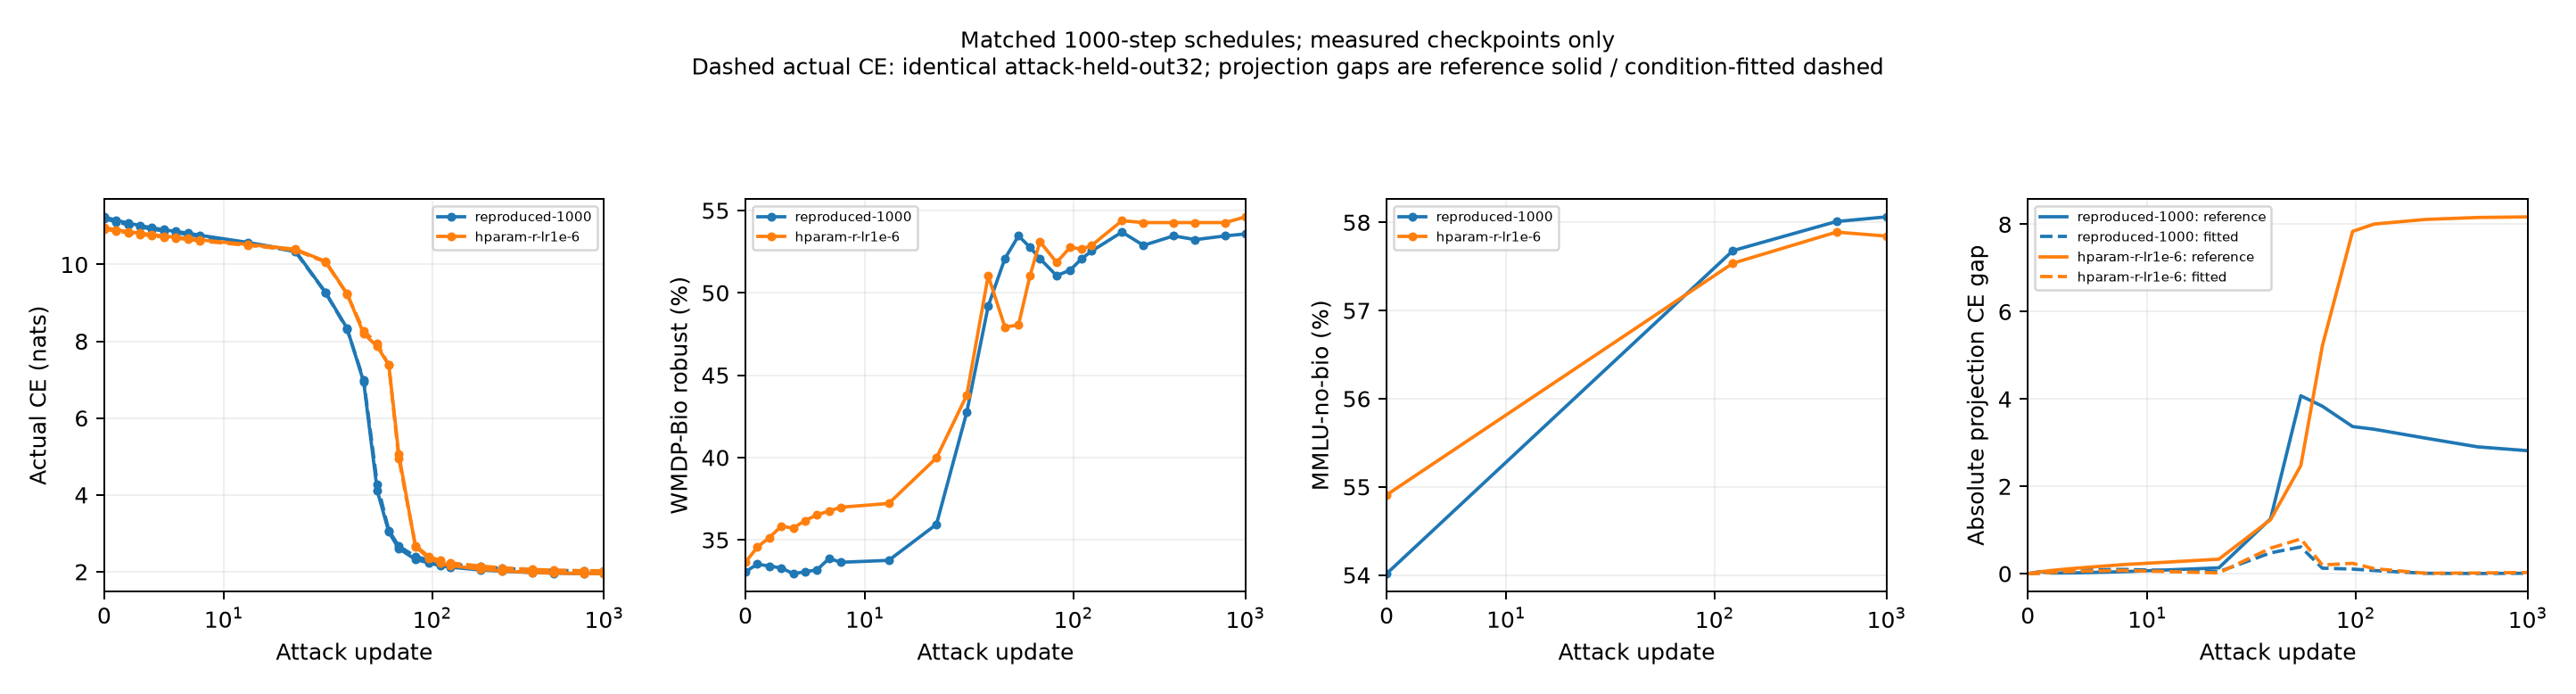 Matched 1000-step schedules; measured checkpoints only
Dashed actual CE: identical attack-held-out32; projection gaps are reference solid / condition-fitted dashed
Actual CE (nats)
10
8
6
4
2
reproduced-1000
hparam-r-lr1e-6
0
10¹
10²
10³
Attack update
WMDP-Bio robust (%)
55
50
45
40
35
reproduced-1000
hparam-r-lr1e-6
0
10¹
10²
10³
Attack update
MMLU-no-bio (%)
58
57
56
55
54
reproduced-1000
hparam-r-lr1e-6
0
10¹
10²
10³
Attack update
Absolute projection CE gap
8
6
4
2
0
reproduced-1000: reference
reproduced-1000: fitted
hparam-r-lr1e-6: reference
hparam-r-lr1e-6: fitted
0
10¹
10²
10³
Attack update